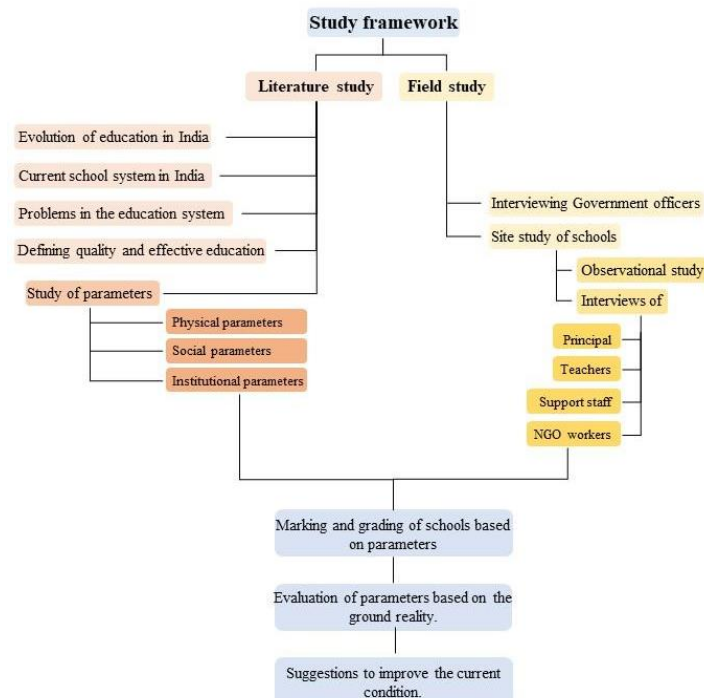 Study framework
Literature study
Field study
Evolution of education in India
Current school system in India
Problems in the education system
Defining quality and effective education
Study of parameters
Physical parameters
Social parameters
Institutional parameters
Interviewing Government officers
Site study of schools
Observational study
Interviews of
Principal
Teachers
Support staff
NGO workers
Marking and grading of schools based
on parameters
Evaluation of parameters based on the
ground reality.
Suggestions to improve the current
condition.